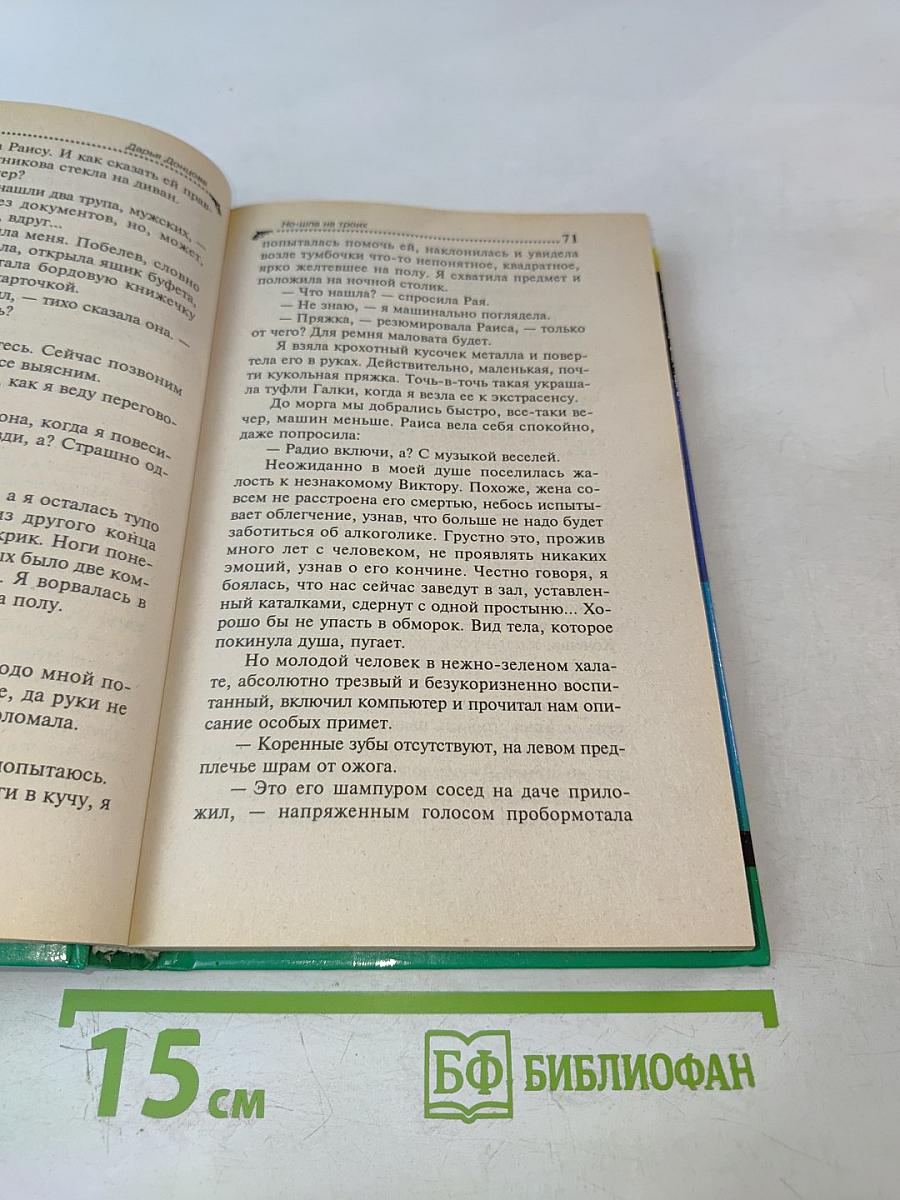 Дарья Донцова
а Раису. И как сказать ей прав-
тникова стекла на диван.
ер?
нашли два трупа, мужских, —
ез документов, но, может,
, вдруг...
ла меня. Побелев, словно
ла, открыла ящик буфета,
тала бордовую книжечку
арточкой.
л, — тихо сказала она. —
ь?
тесь. Сейчас позвоним
се выясним.
, как я веду перегово-
она, когда я повеси-
ди, а? Страшно од-
а я осталась тупо
из другого конца
крик. Ноги поне-
ых было две ком-
. Я ворвалась в
а полу.
одо мной по-
е, да руки не
оломала.
попытаюсь.
ги в кучу, я
Но-шпа на троих
71
попыталась помочь ей, наклонилась и увидела
возле тумбочки что-то непонятное, квадратное,
ярко желтевшее на полу. Я схватила предмет и
положила на ночной столик.
— Что нашла? — спросила Рая.
— Не знаю, — я машинально поглядела.
— Пряжка, — резюмировала Раиса, — только
от чего? Для ремня маловата будет.
Я взяла крохотный кусочек металла и повер-
тела его в руках. Действительно, маленькая, поч-
ти кукольная пряжка. Точь-в-точь такая украша-
ла туфли Галки, когда я везла ее к экстрасенсу.
До морга мы добрались быстро, все-таки ве-
чер, машин меньше. Раиса вела себя спокойно,
даже попросила:
— Радио включи, а? С музыкой веселей.
Неожиданно в моей душе поселилась жа-
лость к незнакомому Виктору. Похоже, жена со-
всем не расстроена его смертью, небось испыты-
вает облегчение, узнав, что больше не надо будет
заботиться об алкоголике. Грустно это, прожив
много лет с человеком, не проявлять никаких
эмоций, узнав о его кончине. Честно говоря, я
боялась, что нас сейчас заведут в зал, уставлен-
ный каталками, сдернут с одной простыню... Хо-
рошо бы не упасть в обморок. Вид тела, которое
покинула душа, пугает.
Но молодой человек в нежно-зеленом хала-
те, абсолютно трезвый и безукоризненно воспи-
танный, включил компьютер и прочитал нам опи-
сание особых примет.
— Коренные зубы отсутствуют, на левом пред-
плечье шрам от ожога.
— Это его шампуром сосед на даче прило-
жил, — напряженным голосом пробормотала
15 см
БФ БИБЛИОФАН